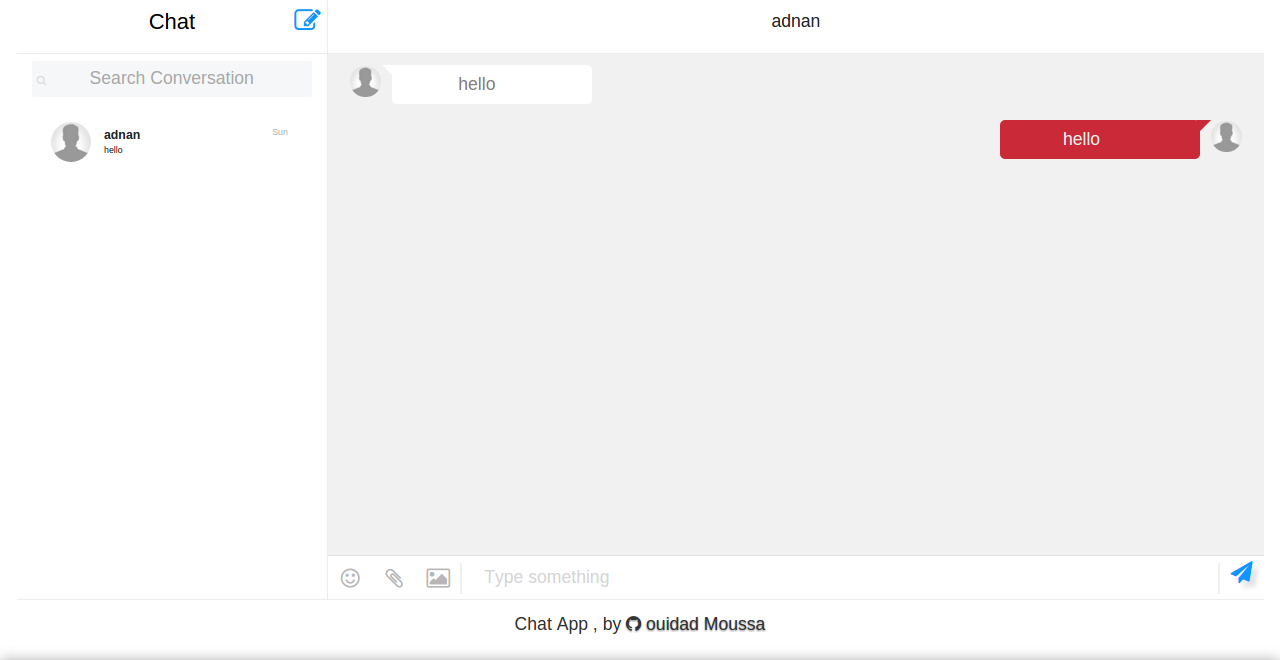 Chat
adnan
Search Conversation
adnan
Sun
hello
hello
hello
Type something
Chat App , by ouidad Moussa